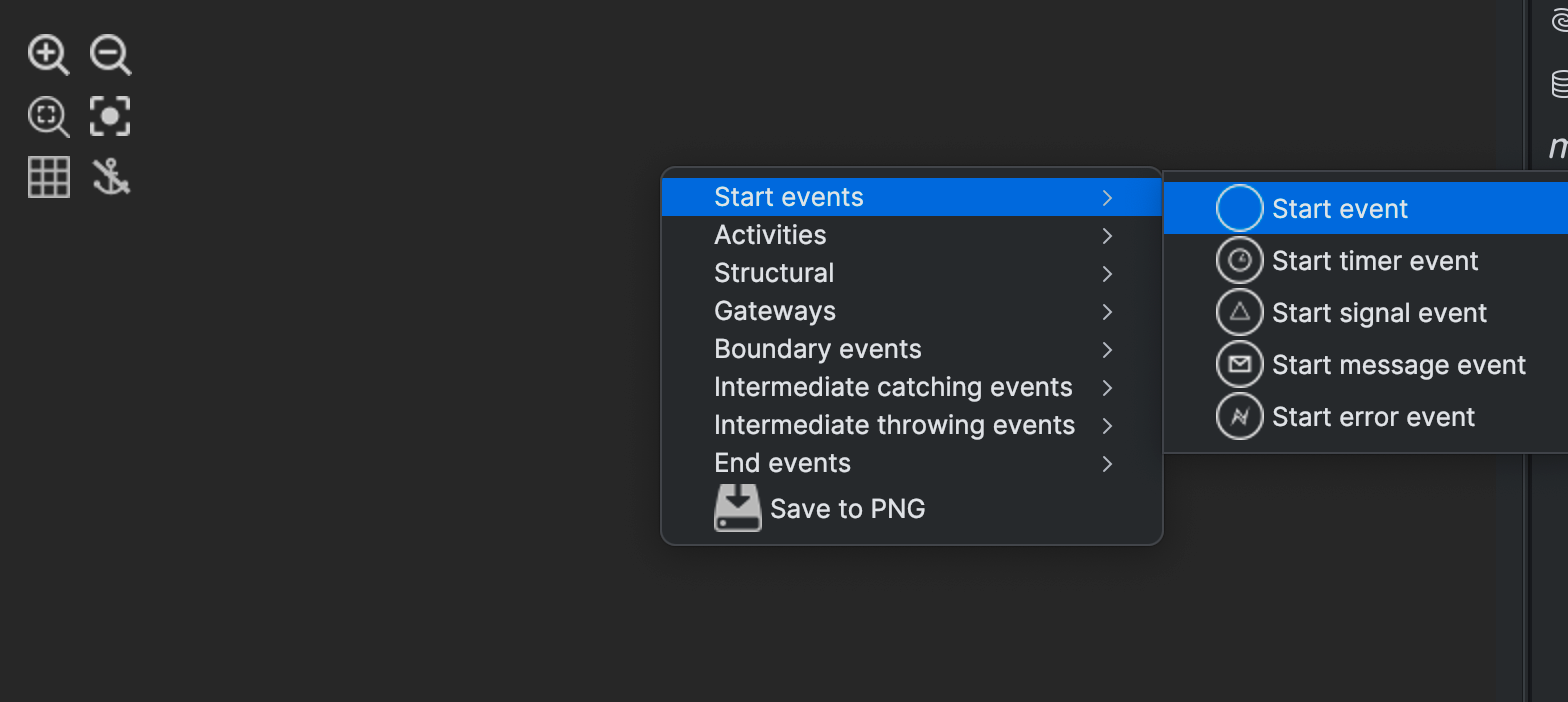 Start events
Activities
Structural
Gateways
Boundary events
Intermediate catching events
Intermediate throwing events
End events
Save to PNG
Start event
Start timer event
Start signal event
Start message event
Start error event